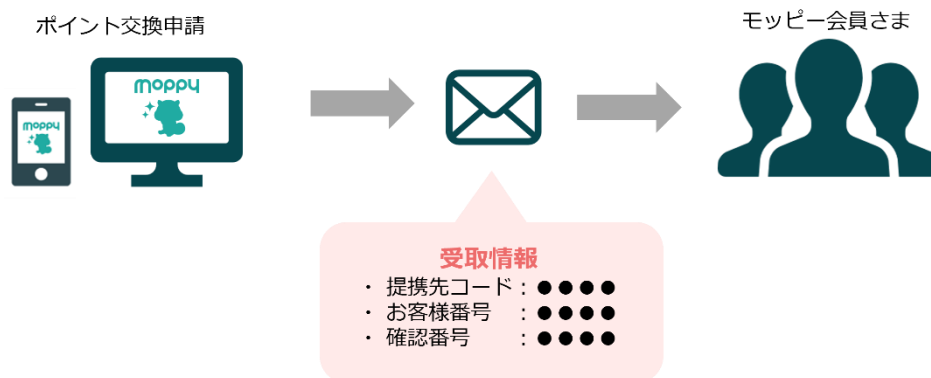 ポイント交換申請
モッピー会員さま
moppy
moppy
受取情報
・ 提携先コード : ●●●●
・ お客様番号 : ●●●●
・ 確認番号 : ●●●●